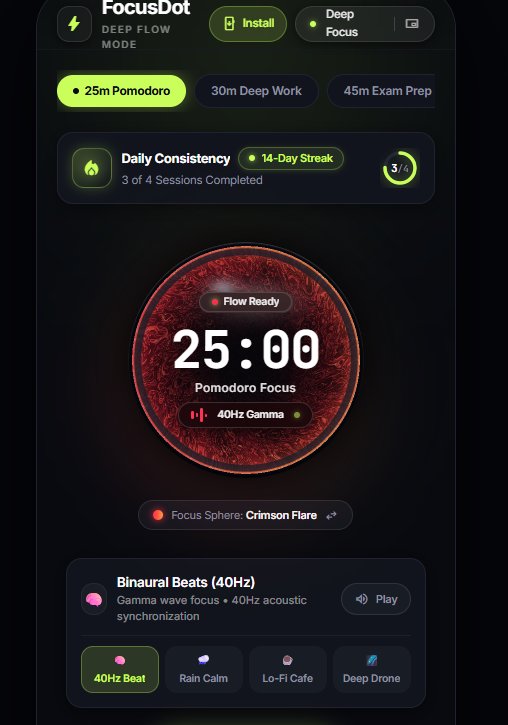 FocusDot
DEEP FLOW
MODE
Install
Deep
Focus
25m Pomodoro
30m Deep Work
45m Exam Prep
Daily Consistency
14-Day Streak
3 of 4 Sessions Completed
3/4
Flow Ready
25:00
Pomodoro Focus
40Hz Gamma
Focus Sphere: Crimson Flare
Binaural Beats (40Hz)
Gamma wave focus • 40Hz acoustic
synchronization
Play
40Hz Beat
Rain Calm
Lo-Fi Cafe
Deep Drone